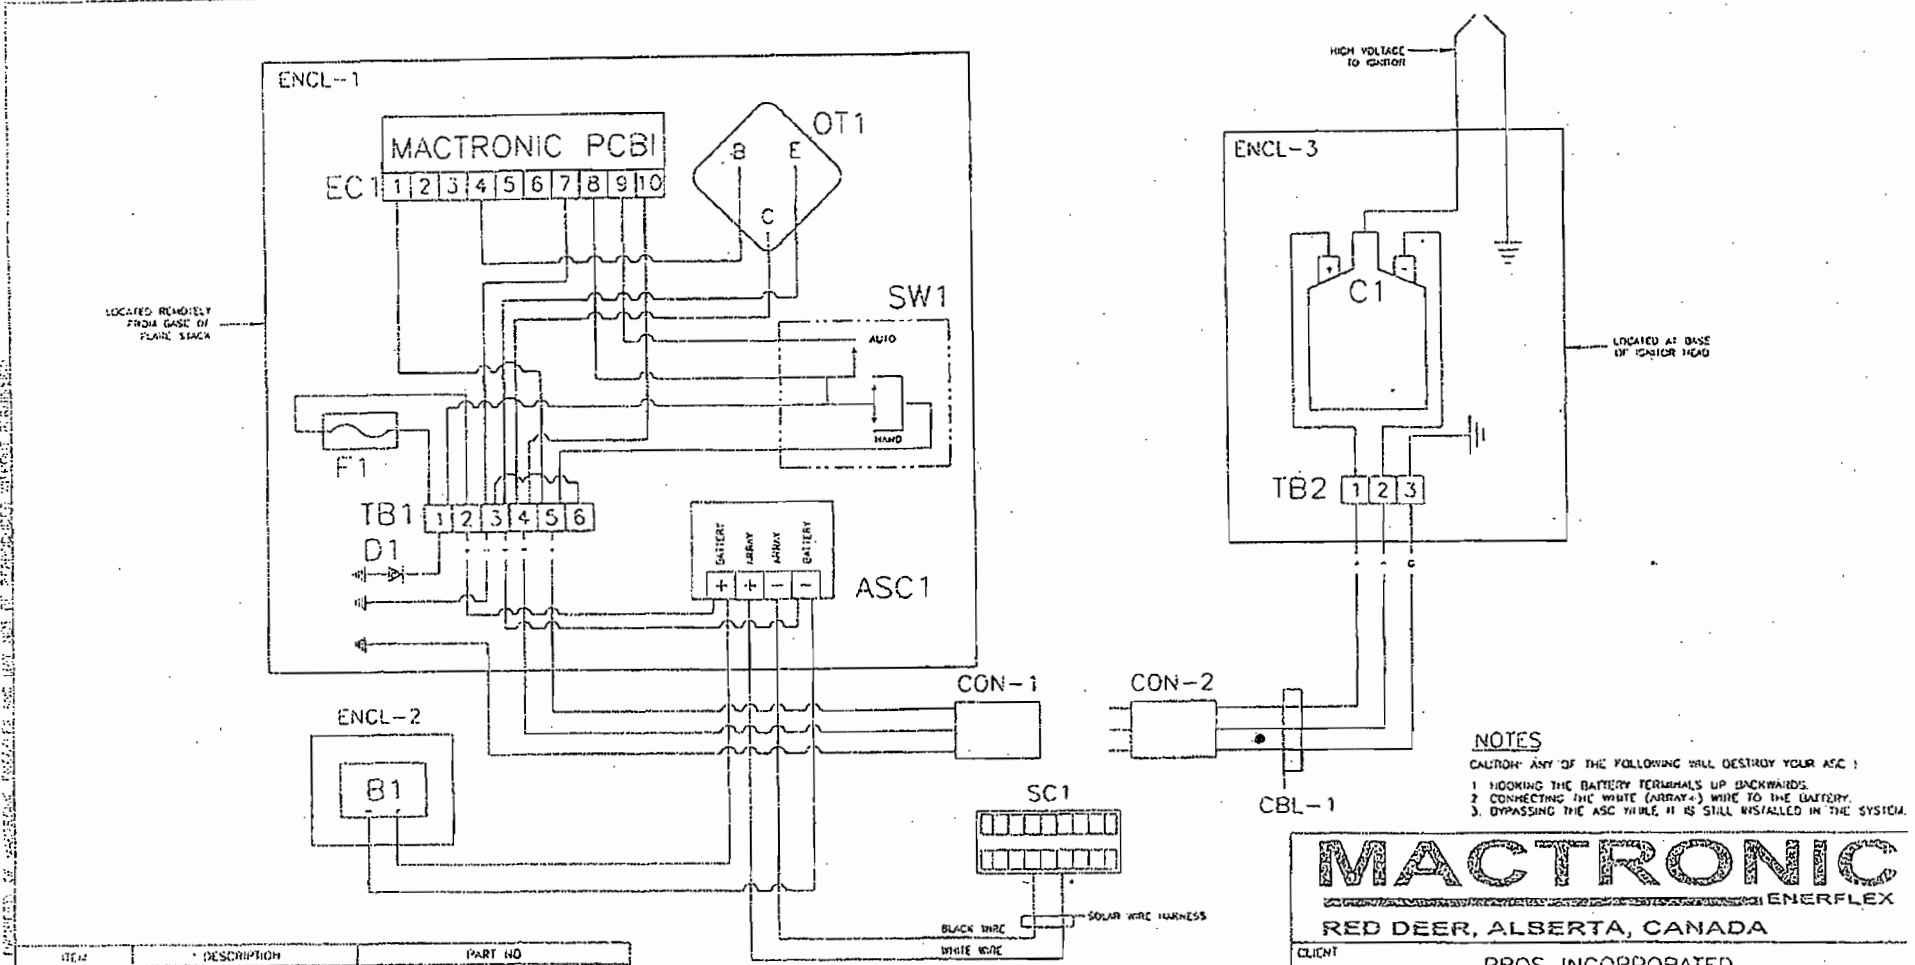 ENCL-1
MACTRONIC PCBI
EC1 1 2 3 4 5 6 7 8 9 10
OT1
B E
C
SW1
AUTO
HAND
LOCATED REMOTELY
FROM BASE OF
FLARE STACK
F1
TB1 1 2 3 4 5 6
D1
BATTERY ARRAY ARRAY BATTERY
+ + - -
ASC1
HIGH VOLTAGE
TO IGNITOR
ENCL-3
+ -
C1
LOCATED AT BASE
OF IGNITOR HEAD
TB2 1 2 3
CON-1
CON-2
CBL-1
ENCL-2
B1
SC1
SOLAR WIRE HARNESS
BLACK WIRE
WHITE WIRE
NOTES
CAUTION: ANY OF THE FOLLOWING WILL DESTROY YOUR ASC !
1 HOOKING THE BATTERY TERMINALS UP BACKWARDS.
2 CONNECTING THE WHITE (ARRAY+) WIRE TO THE BATTERY.
3. BYPASSING THE ASC WHILE IT IS STILL INSTALLED IN THE SYSTEM.
MACTRONIC
ENERFLEX
RED DEER, ALBERTA, CANADA
CLIENT
INCORPORATED
ITEM DESCRIPTION PART NO